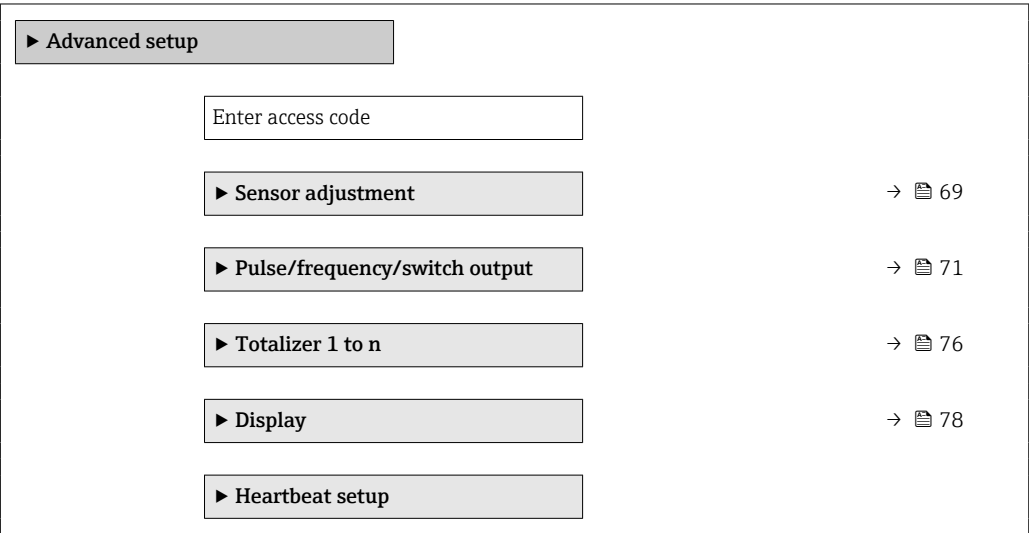 ► Advanced setup
Enter access code
► Sensor adjustment → 69
► Pulse/frequency/switch output → 71
► Totalizer 1 to n → 76
► Display → 78
► Heartbeat setup